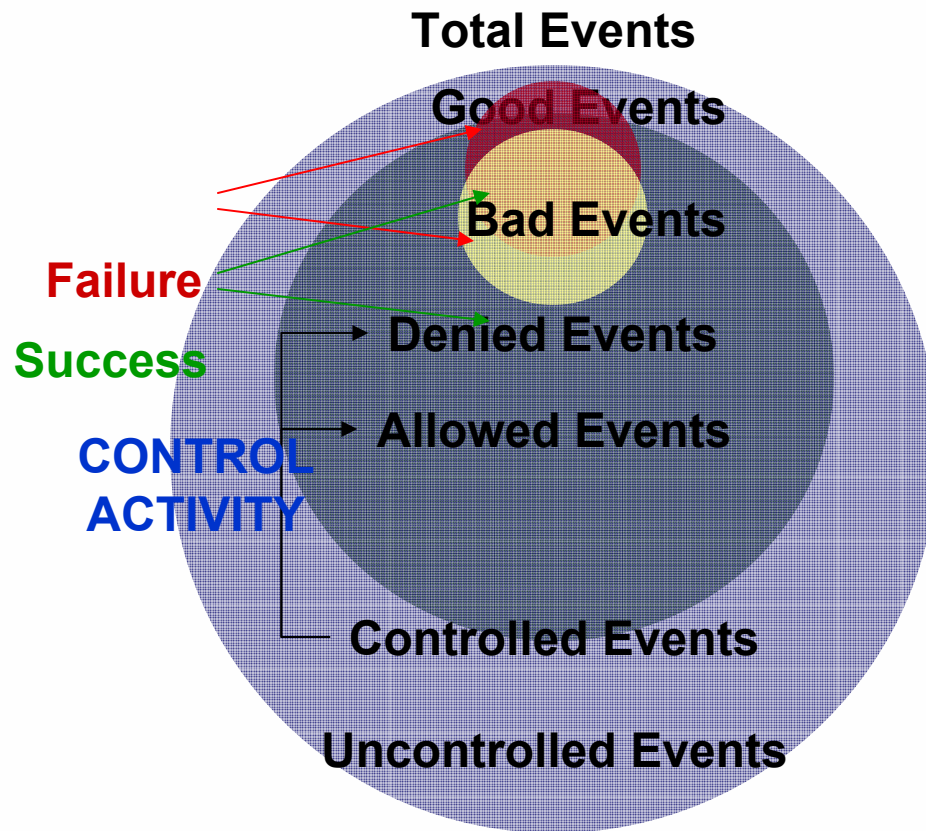 Total Events
Good Events
Bad Events
Failure
Denied Events
Success
Allowed Events
CONTROL
ACTIVITY
Controlled Events
Uncontrolled Events